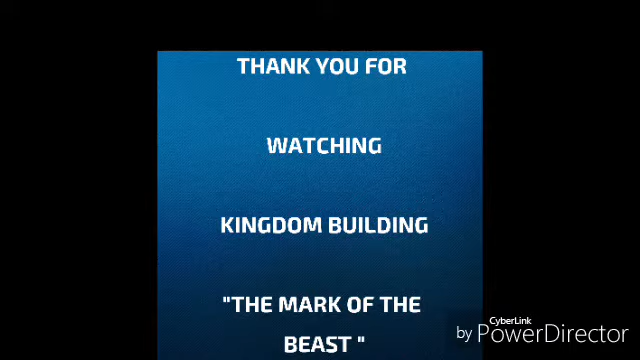 THANK YOU FOR
WATCHING
KINGDOM BUILDING
"THE MARK OF THE
BEAST "
CyberLink
by PowerDirector